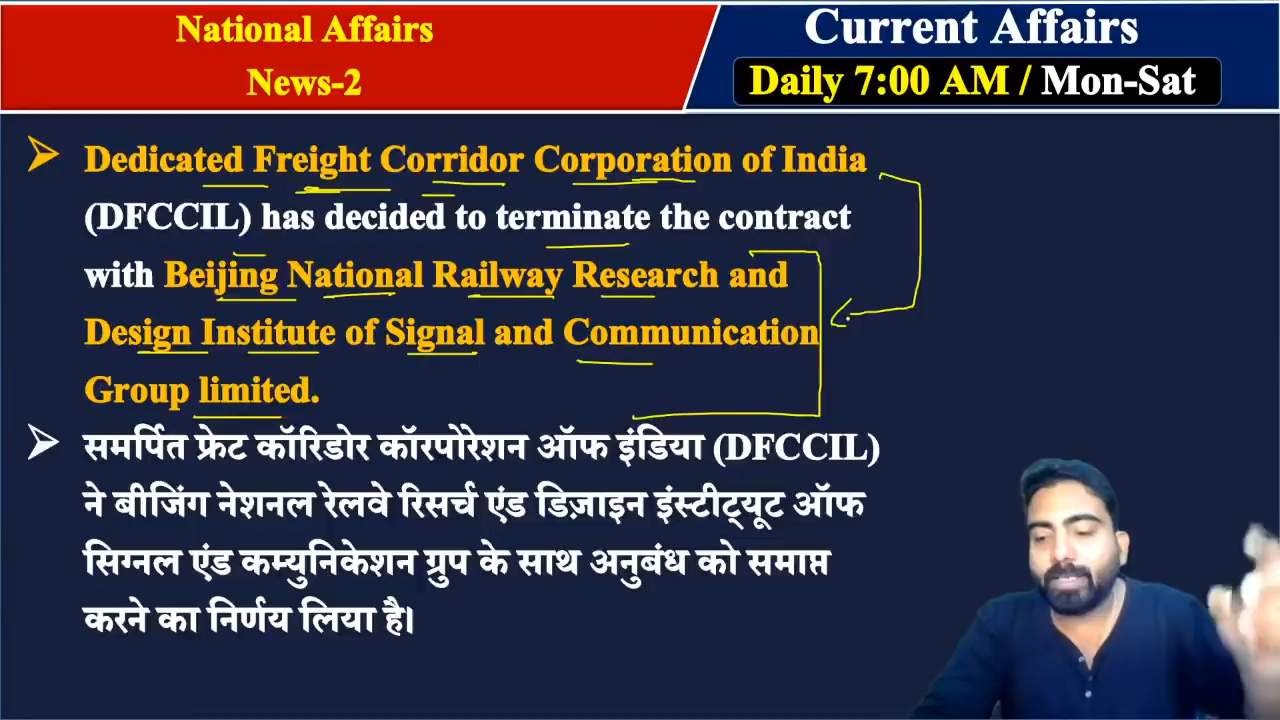 National Affairs
News-2
Current Affairs
Daily 7:00 AM / Mon-Sat
Dedicated Freight Corridor Corporation of India
(DFCCIL) has decided to terminate the contract
with Beijing National Railway Research and
Design Institute of Signal and Communication
Group limited.
समर्पित फ्रेट कॉरिडोर कॉरपोरेशन ऑफ इंडिया (DFCCIL)
ने बीजिंग नेशनल रेलवे रिसर्च एंड डिज़ाइन इंस्टीट्यूट ऑफ
सिग्नल एंड कम्युनिकेशन ग्रुप के साथ अनुबंध को समाप्त
करने का निर्णय लिया है।